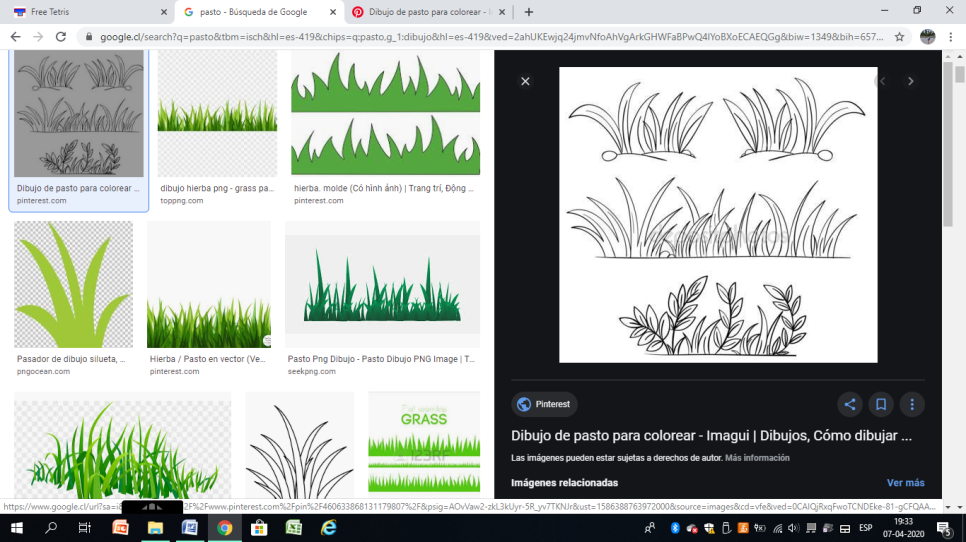 Free Tetris
pasto - Búsqueda de Google
Dibujo de pasto para colorear - I
google.cl/search?q=pasto&tbm=isch&hl=es-419&chips=q:pasto,g_1:dibujo&hl=es-419&ved=2ahUKEwjq24jmvNfoAhVgArkGHWFaBPwQ4lYoBXoECAEQGg&biw=1349&bih=657...
Dibujo de pasto para colorear ...
pinterest.com
dibujo hierba png - grass pa...
toppng.com
hierba. molde (Có hình ảnh) | Trang trí, Động ...
pinterest.com
Pasador de dibujo silueta, ...
pngocean.com
Hierba / Pasto en vector (Ve...
pinterest.com
Pasto Png Dibujo - Pasto Dibujo PNG Image | T...
seekpng.com
GRASS
123RF
Pinterest
Dibujo de pasto para colorear - Imagui | Dibujos, Cómo dibujar ...
Las imágenes pueden estar sujetas a derechos de autor. Más información
Imágenes relacionadas
Ver más
ESP
19:33
07-04-2020
5